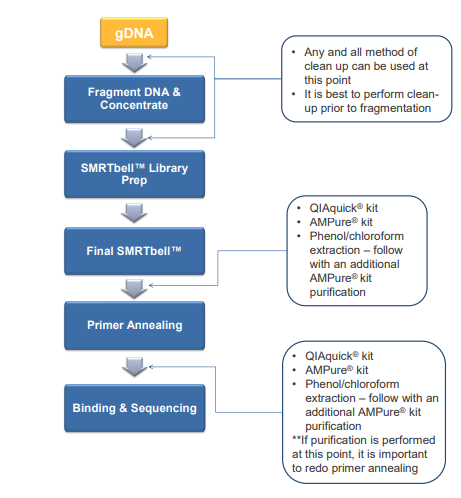 gDNA
Fragment DNA &
Concentrate
• Any and all method of
clean up can be used at
this point
• It is best to perform clean-
up prior to fragmentation
SMRTbell™ Library
Prep
Final SMRTbell™
• QIAquick® kit
• AMPure® kit
• Phenol/chloroform
extraction – follow
with an additional
AMPure® kit
purification
Primer Annealing
Binding & Sequencing
• QIAquick® kit
• AMPure® kit
• Phenol/chloroform
extraction – follow with an
additional AMPure® kit
purification
**If purification is performed
at this point, it is important
to redo primer annealing